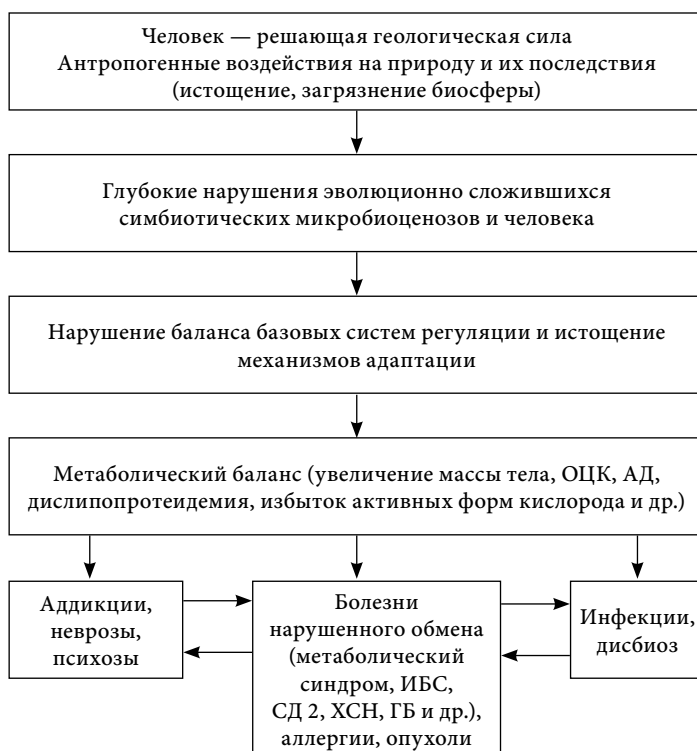 Человек — решающая геологическая сила
Антропогенные воздействия на природу и их последствия
(истощение, загрязнение биосферы)
Глубокие нарушения эволюционно сложившихся
симбиотических микробиоценозов и человека
Нарушение баланса базовых систем регуляции и истощение
механизмов адаптации
Метаболический баланс (увеличение массы тела, ОЦК, АД,
дислипопротеидемия, избыток активных форм кислорода и др.)
Аддикции,
неврозы,
психозы
Болезни
нарушенного обмена
(метаболический
синдром, ИБС,
СД 2, ХСН, ГБ и др.),
аллергии, опухоли
Инфекции,
дисбиоз